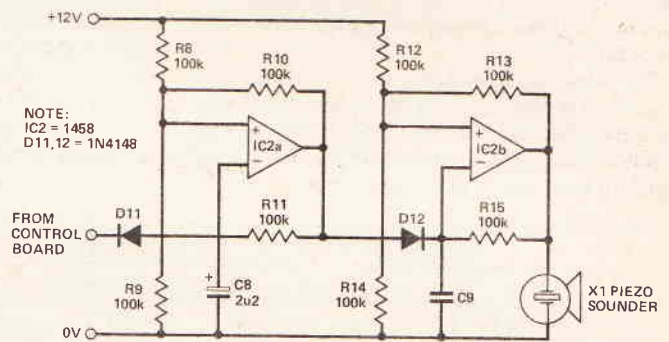 +12V
R8
100k
R10
100k
R12
100k
R13
100k
NOTE:
IC2 = 1458
D11,12 = 1N4148
+
IC2a
−
+
IC2b
−
FROM
CONTROL
BOARD
D11
R11
100k
D12
R15
100k
R9
100k
+
C8
2u2
R14
100k
C9
X1 PIEZO
SOUNDER
0V